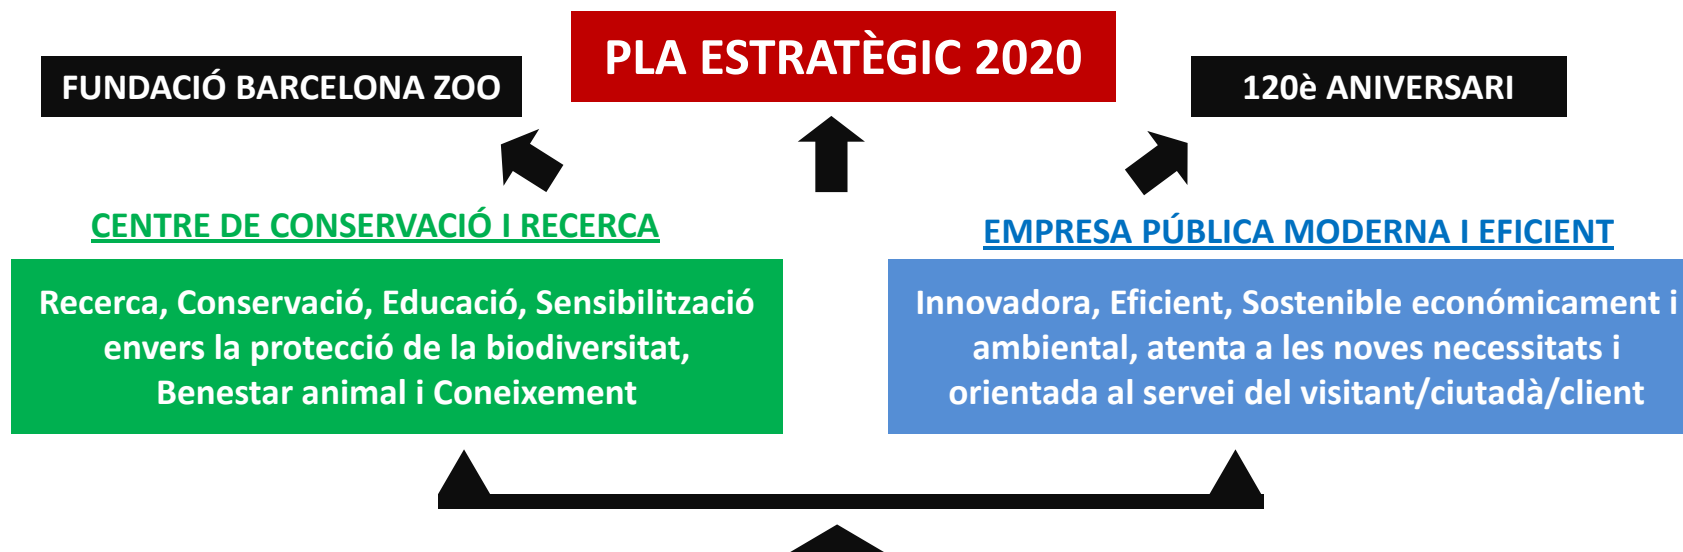 PLA ESTRATÈGIC 2020
FUNDACIÓ BARCELONA ZOO
120è ANIVERSARI
CENTRE DE CONSERVACIÓ I RECERCA
Recerca, Conservació, Educació, Sensibilització
envers la protecció de la biodiversitat,
Benestar animal i Coneixement
EMPRESA PÚBLICA MODERNA I EFICIENT
Innovadora, Eficient, Sostenible económicament i
ambiental, atenta a les noves necessitats i
orientada al servei del visitant/ciutadà/client